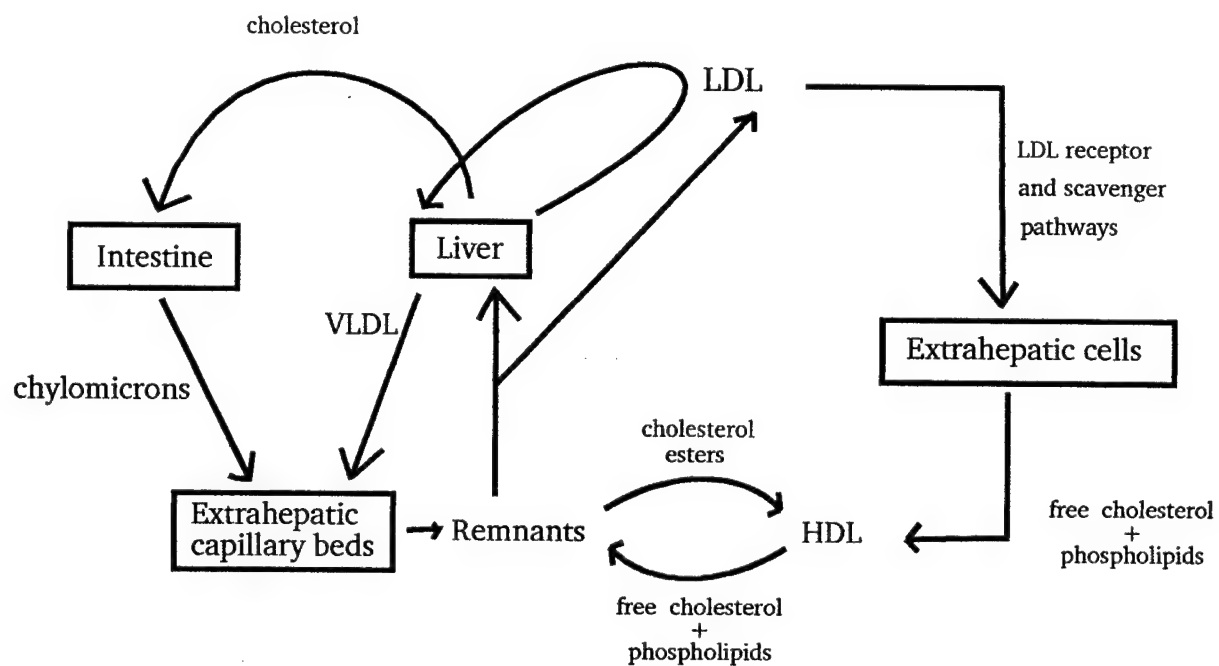 cholesterol
LDL
LDL receptor
and scavenger
pathways
Intestine
Liver
VLDL
Extrahepatic cells
chylomicrons
cholesterol
esters
Extrahepatic
capillary beds
Remnants
HDL
free cholesterol
+
phospholipids
free cholesterol
+
phospholipids